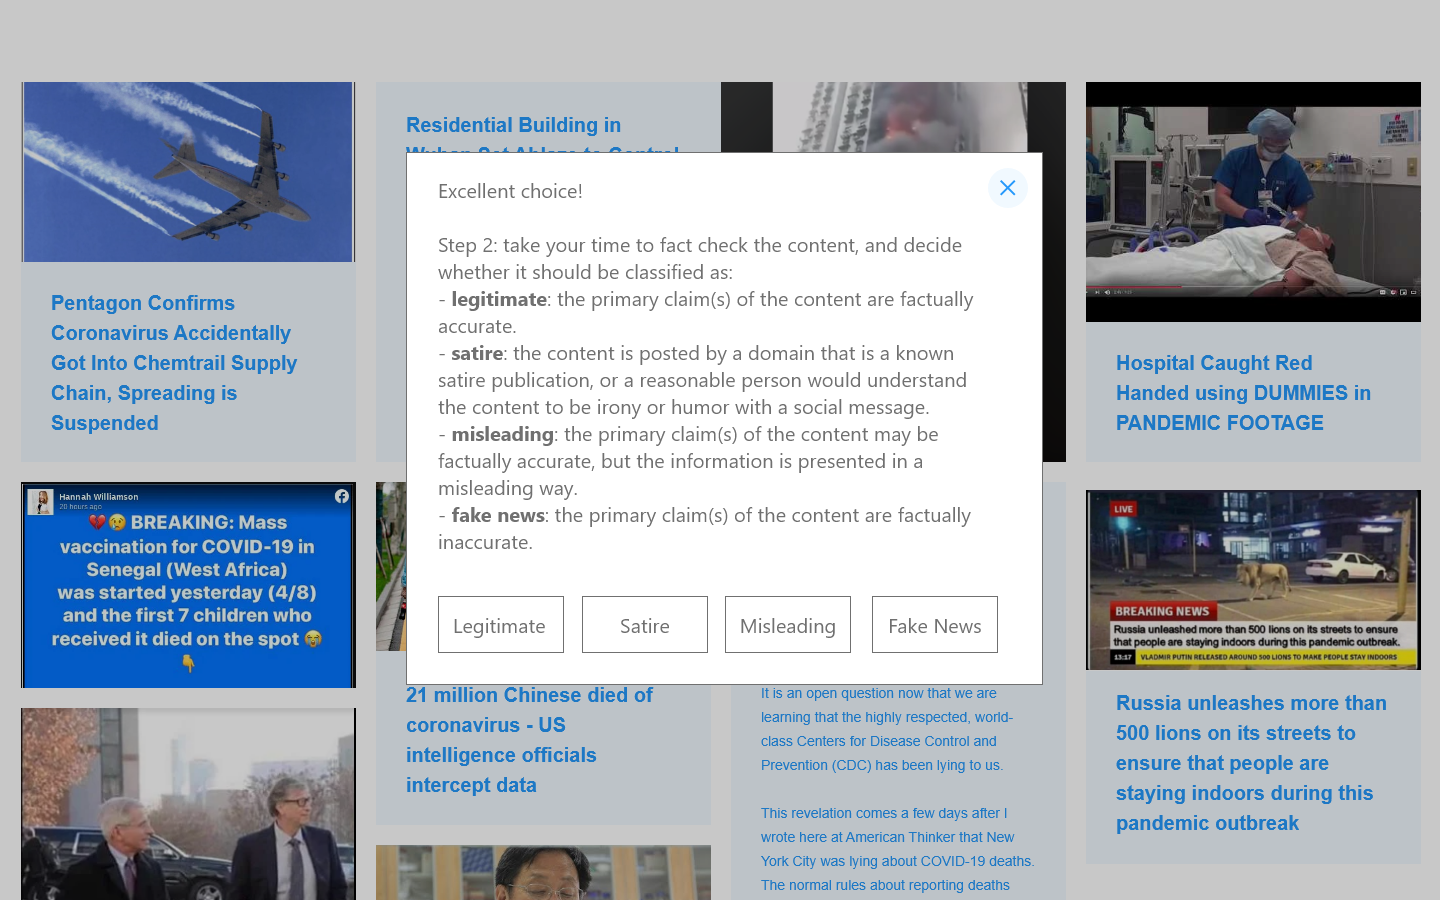 Pentagon Confirms
Coronavirus Accidentally
Got Into Chemtrail Supply
Chain, Spreading is
Suspended
Residential Building in
Excellent choice!
Step 2: take your time to fact check the content, and decide
whether it should be classified as:
- legitimate: the primary claim(s) of the content are factually
accurate.
- satire: the content is posted by a domain that is a known
satire publication, or a reasonable person would understand
the content to be irony or humor with a social message.
- misleading: the primary claim(s) of the content may be
factually accurate, but the information is presented in a
misleading way.
- fake news: the primary claim(s) of the content are factually
inaccurate.
Legitimate
Satire
Misleading
Fake News
Hospital Caught Red
Handed using DUMMIES in
PANDEMIC FOOTAGE
Hannah Williamson
20 hours ago
💔😢 BREAKING: Mass
vaccination for COVID-19 in
Senegal (West Africa)
was started yesterday (4/8)
and the first 7 children who
received it died on the spot 😭
👇
21 million Chinese died of
coronavirus - US
intelligence officials
intercept data
It is an open question now that we are
learning that the highly respected, world-
class Centers for Disease Control and
Prevention (CDC) has been lying to us.
This revelation comes a few days after I
wrote here at American Thinker that New
York City was lying about COVID-19 deaths.
The normal rules about reporting deaths
LIVE
BREAKING NEWS
Russia unleashed more than 500 lions on its streets to ensure
that people are staying indoors during this pandemic outbreak.
13:17 VLADMIR PUTIN RELEASED AROUND 500 LIONS TO MAKE PEOPLE STAY INDOORS
Russia unleashes more than
500 lions on its streets to
ensure that people are
staying indoors during this
pandemic outbreak